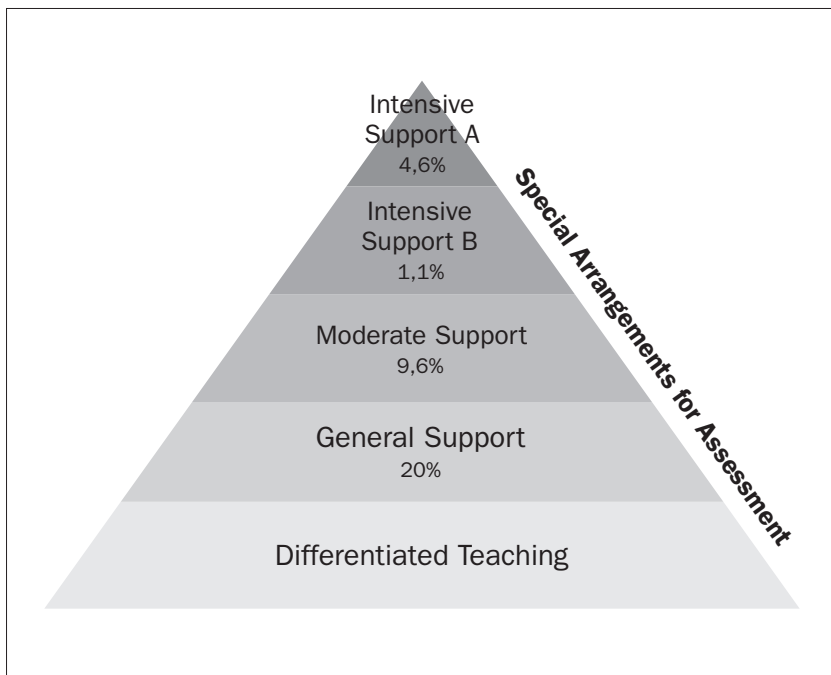 Intensive
Support A
4,6%
Intensive
Support B
1,1%
Moderate Support
9,6%
General Support
20%
Differentiated Teaching
Special Arrangements for Assessment